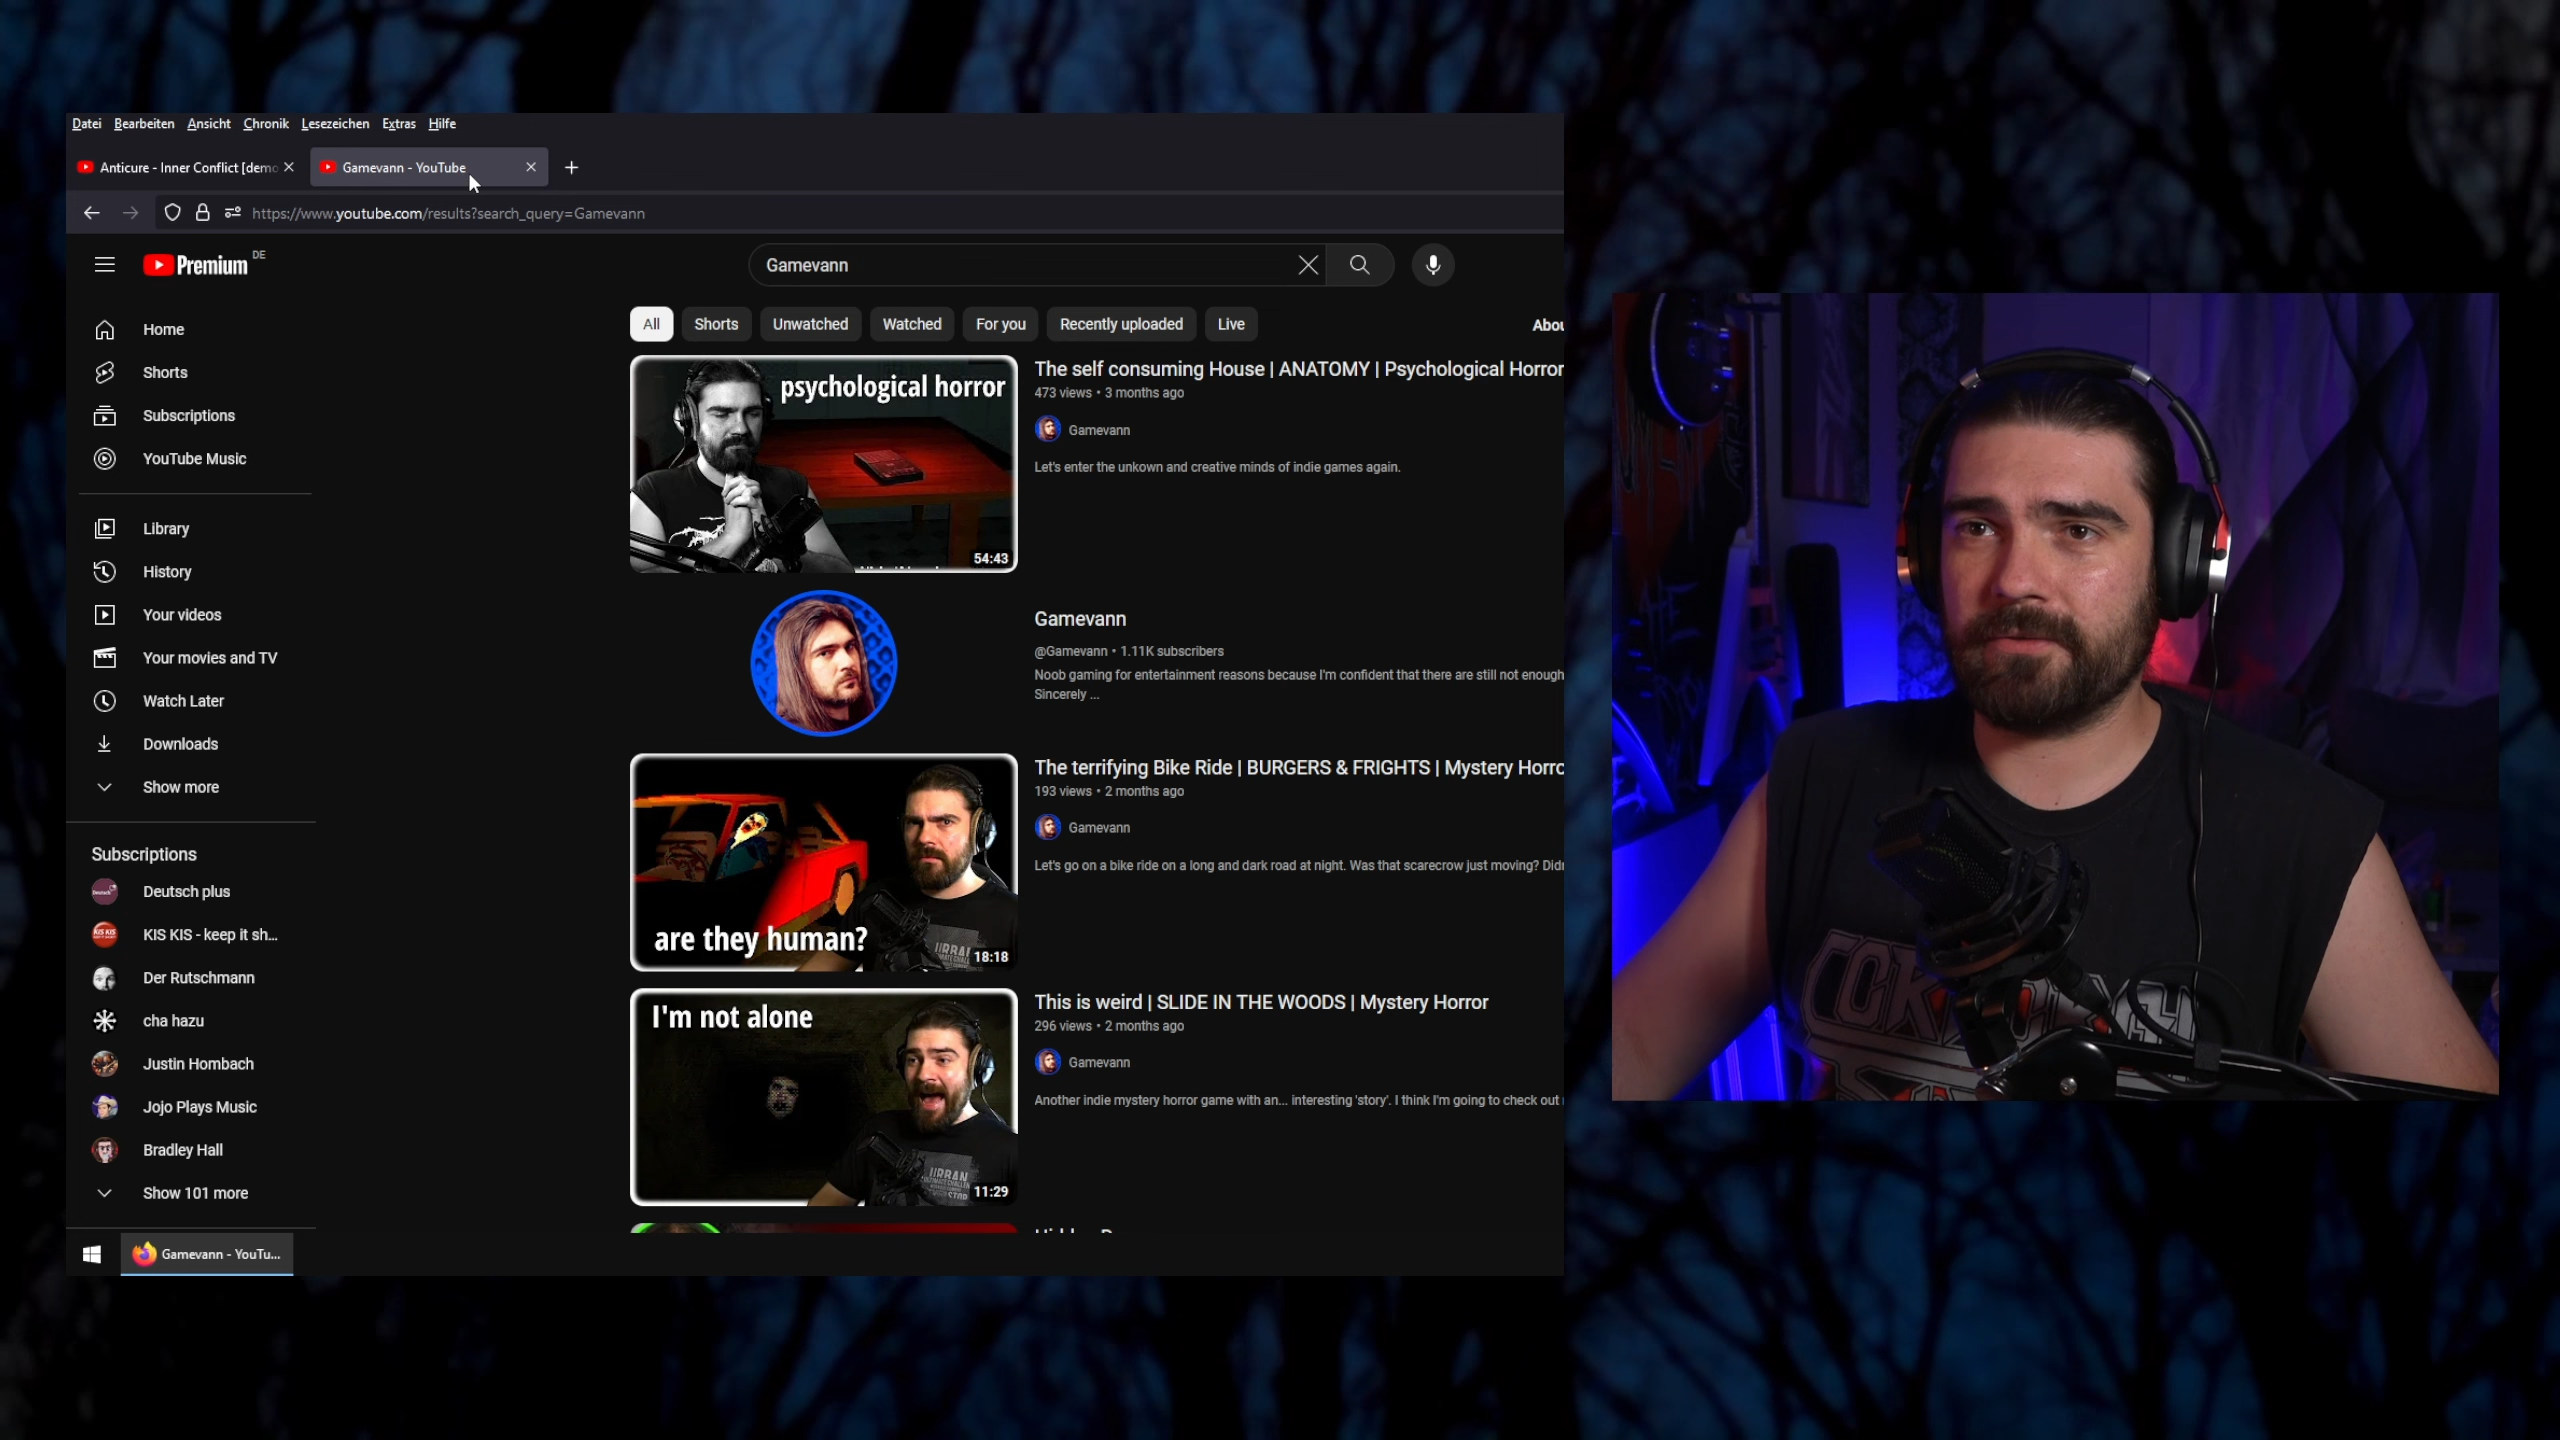 Datei Bearbeiten Ansicht Chronik Lesezeichen Extras Hilfe
Anticure - Inner Conflict [demo
Gamevann - YouTube
https://www.youtube.com/results?search_query=Gamevann
Premium DE
Gamevann
Home
Shorts
Subscriptions
YouTube Music
Library
History
Your videos
Your movies and TV
Watch Later
Downloads
Show more
Subscriptions
Deutsch plus
KIS KIS - keep it sh...
Der Rutschmann
cha hazu
Justin Hombach
Jojo Plays Music
Bradley Hall
Show 101 more
All Shorts Unwatched Watched For you Recently uploaded Live
psychological horror
54:43
The self consuming House | ANATOMY | Psychological Horror
473 views • 3 months ago
Gamevann
Let's enter the unkown and creative minds of indie games again.
Gamevann
@Gamevann • 1.11K subscribers
Noob gaming for entertainment reasons because I'm confident that there are still not enough
Sincerely ...
are they human?
URBAN
18:18
The terrifying Bike Ride | BURGERS & FRIGHTS | Mystery Horro
193 views • 2 months ago
Gamevann
Let's go on a bike ride on a long and dark road at night. Was that scarecrow just moving? Did
I'm not alone
URBAN
11:29
This is weird | SLIDE IN THE WOODS | Mystery Horror
296 views • 2 months ago
Gamevann
Another indie mystery horror game with an... interesting 'story'. I think I'm going to check out
Gamevann - YouTu...